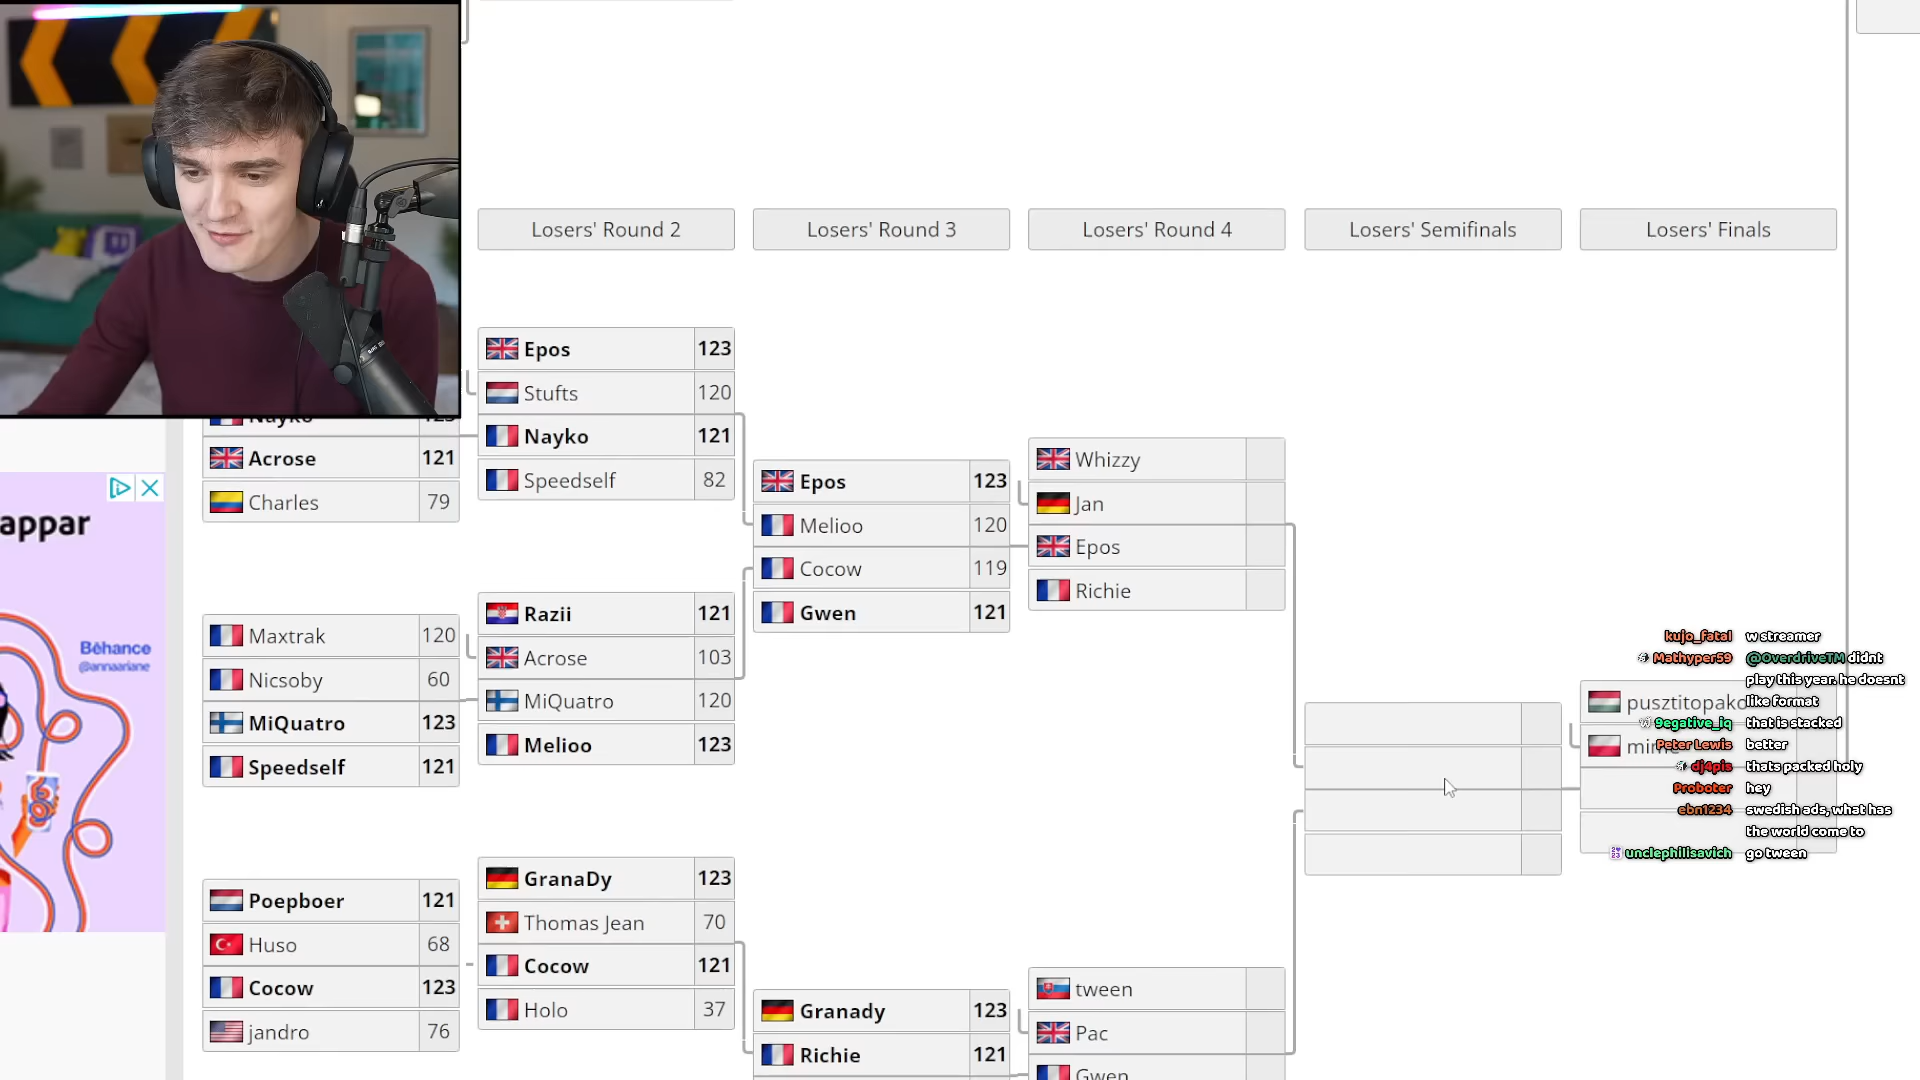 Losers' Round 2
Losers' Round 3
Losers' Round 4
Losers' Semifinals
Losers' Finals
Acrose 121
Charles 79
Maxtrak 120
Nicsoby 60
MiQuatro 123
Speedself 121
Poepboer 121
Huso 68
Cocow 123
jandro 76
Epos 123
Stufts 120
Nayko 121
Speedself 82
Razii 121
Acrose 103
MiQuatro 120
Melioo 123
GranaDy 123
Thomas Jean 70
Cocow 121
Holo 37
Epos 123
Melioo 120
Cocow 119
Gwen 121
Granady 123
Richie 121
Whizzy
Jan
Epos
Richie
tween
Pac
Gwen
pusztitopako
appar
Bēhance
@annaariane
kujo_fatal w streamer
Mathyper59 @OverdriveTM didnt
play this year. he doesnt
like format
9egative_iq that is stacked
Peter Lewis better
dj4pis thats packed holy
Proboter hey
ebn1234 swedish ads, what has
the world come to
unclephilisavich go tween